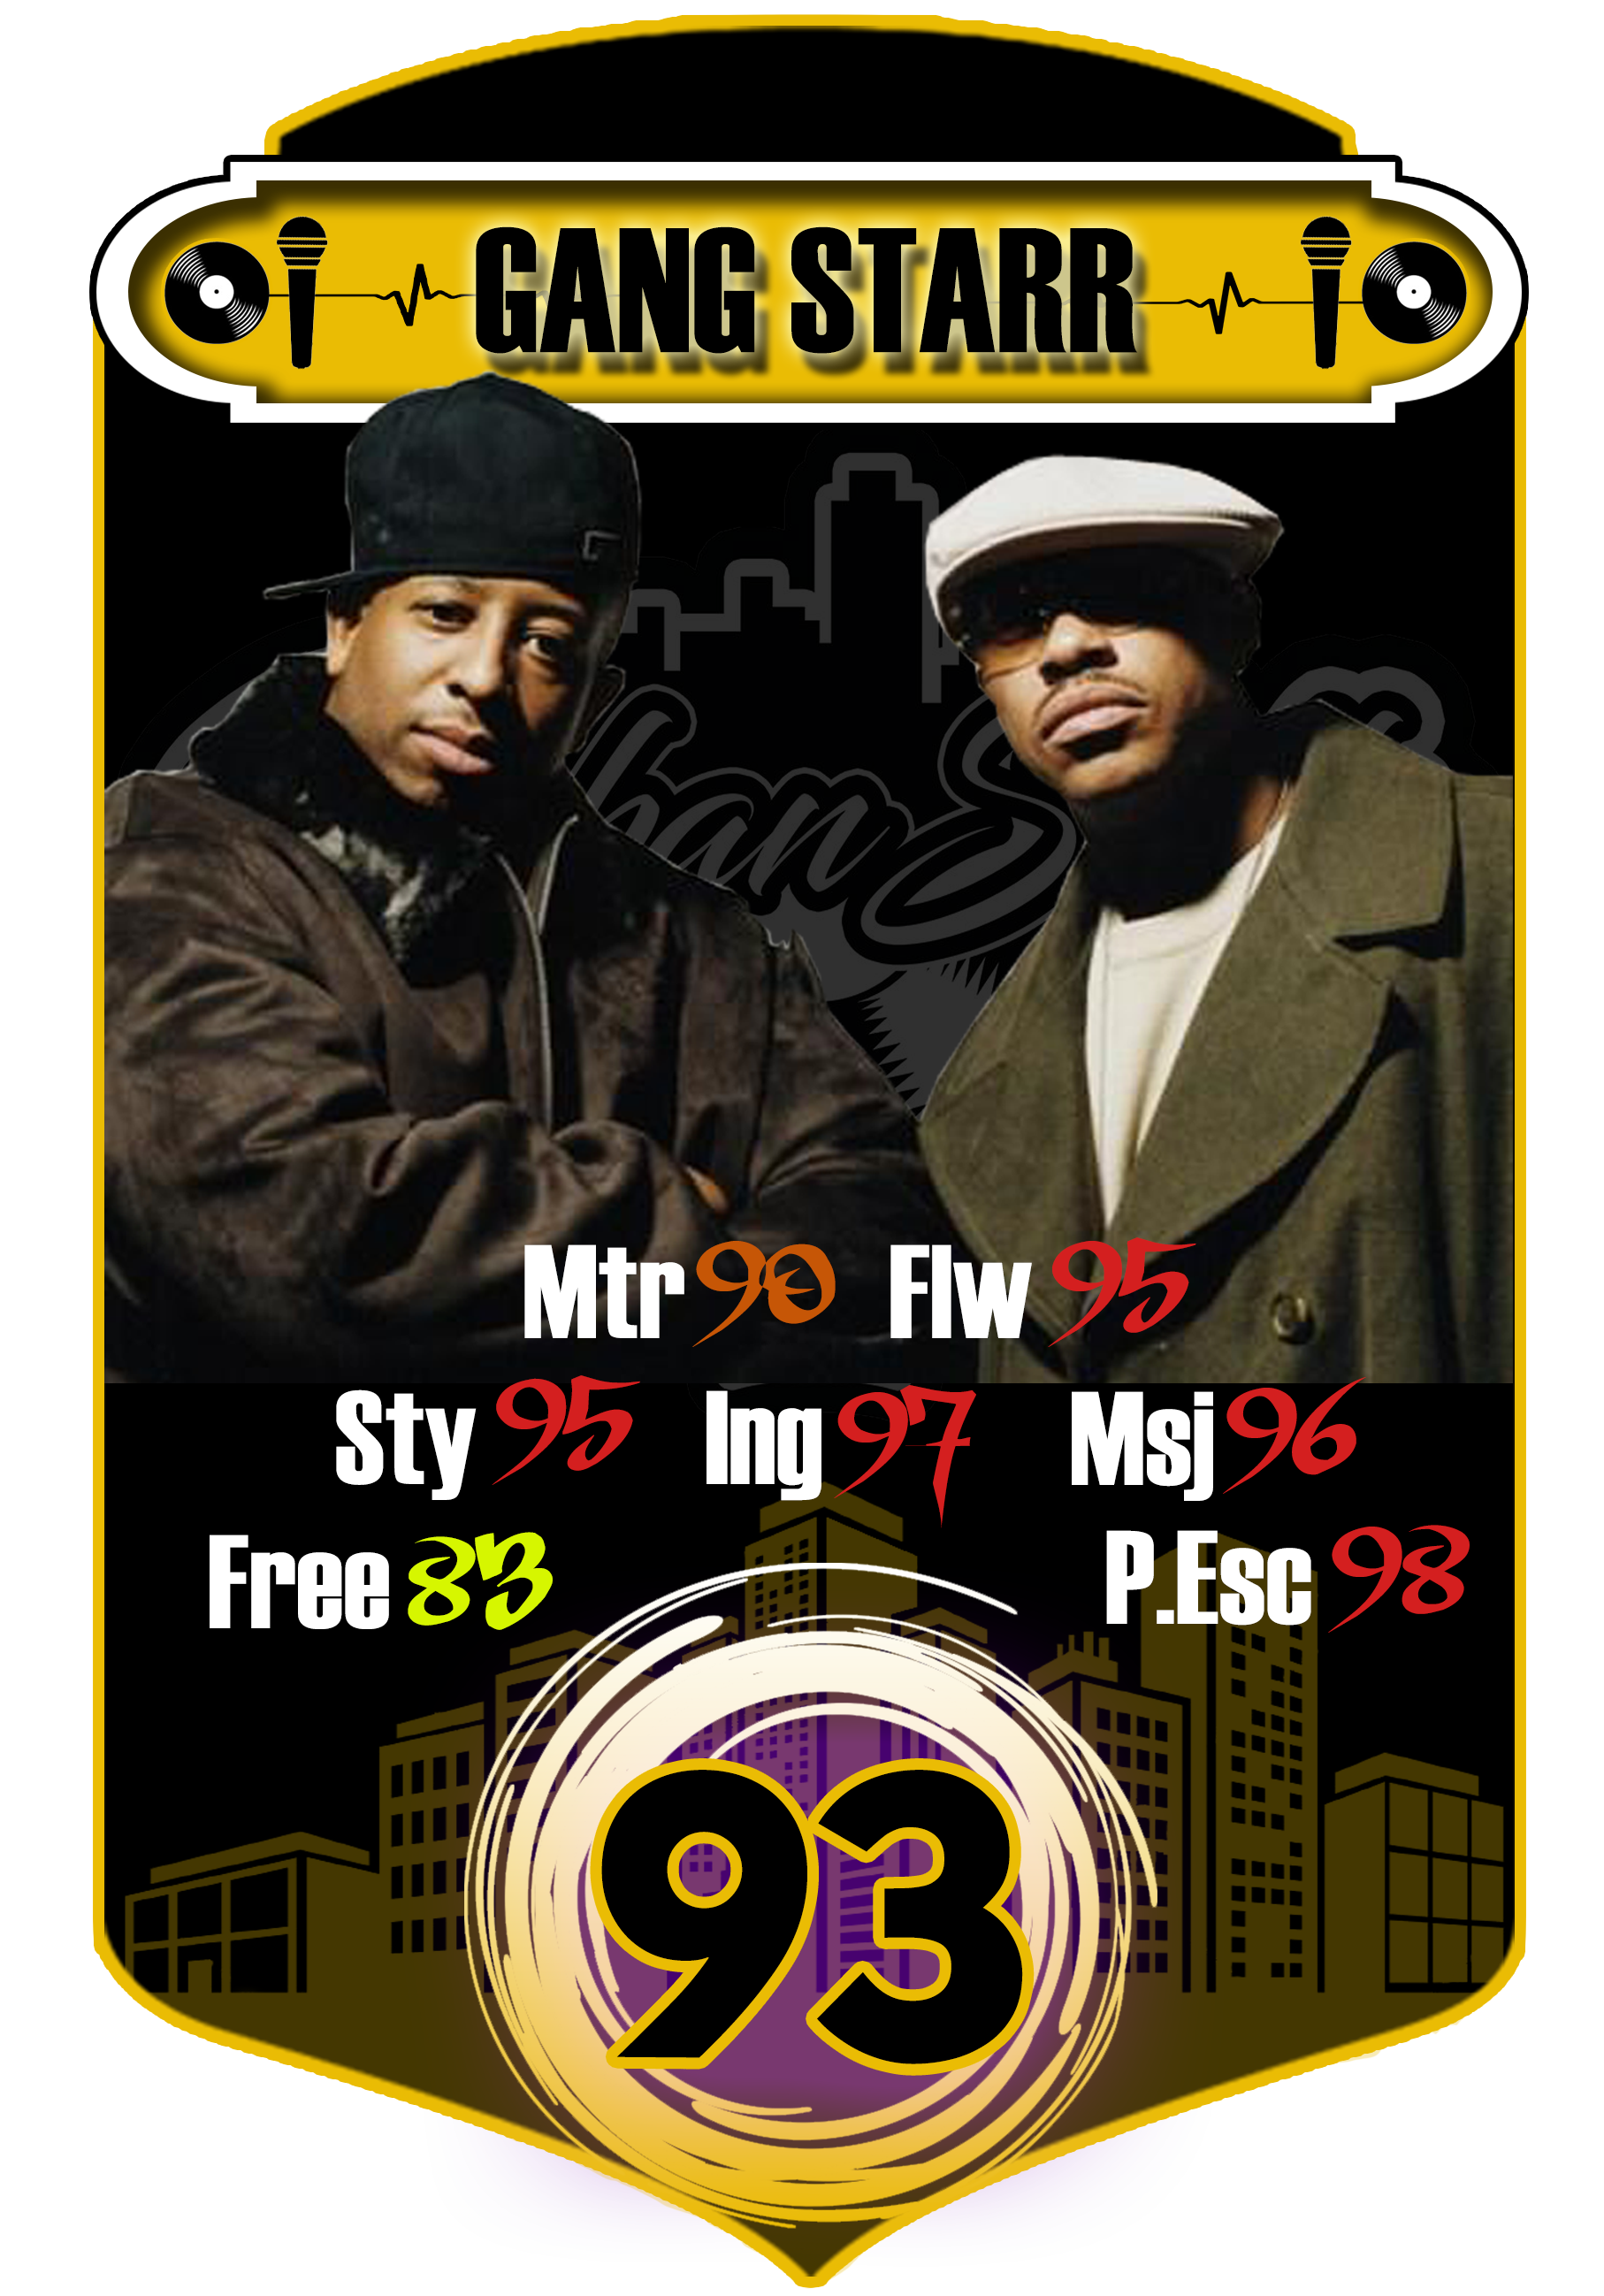 GANG STARR
Mtr 90 Flw 95
Sty 95 Ing 97 Msj 96
Free 83 P.Esc 98
93